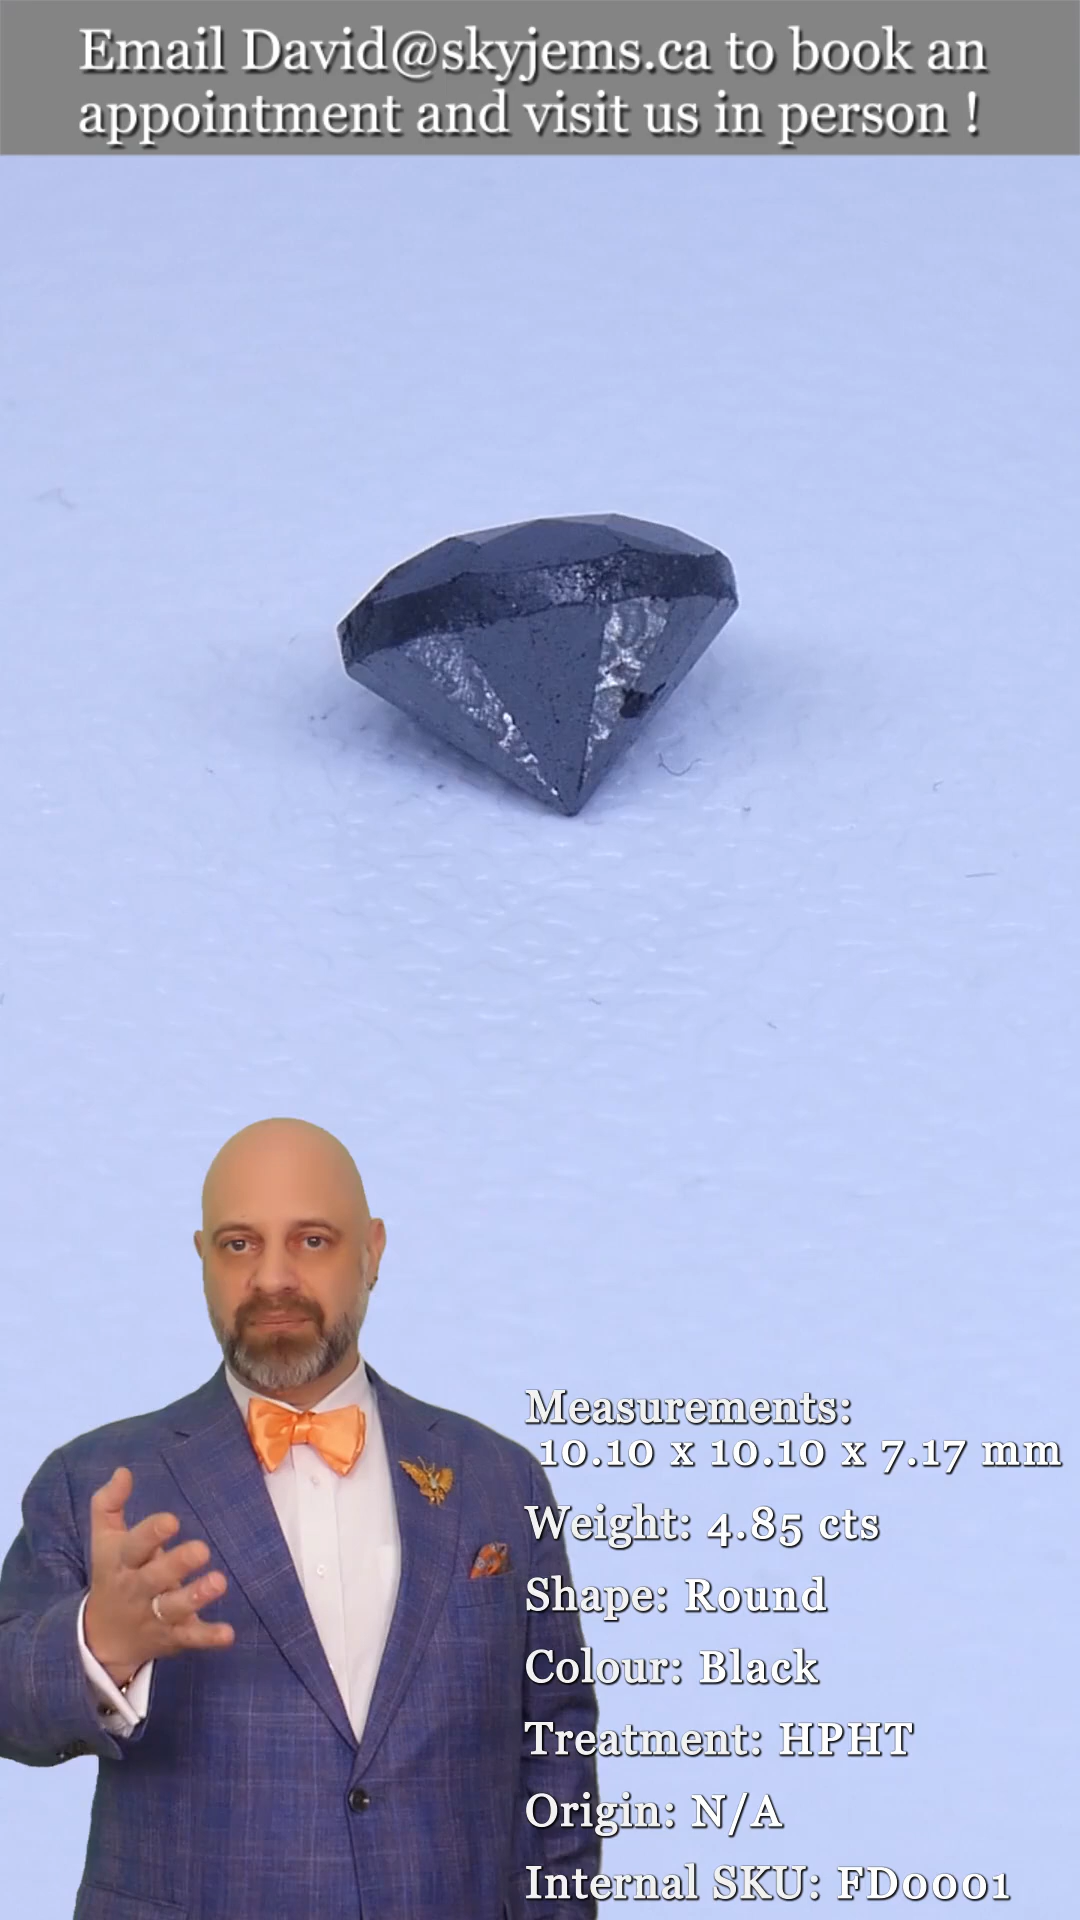 Email David@skyjems.ca to book an
appointment and visit us in person !
Measurements:
10.10 x 10.10 x 7.17 mm
Weight: 4.85 cts
Shape: Round
Colour: Black
Treatment: HPHT
Origin: N/A
Internal SKU: FD0001